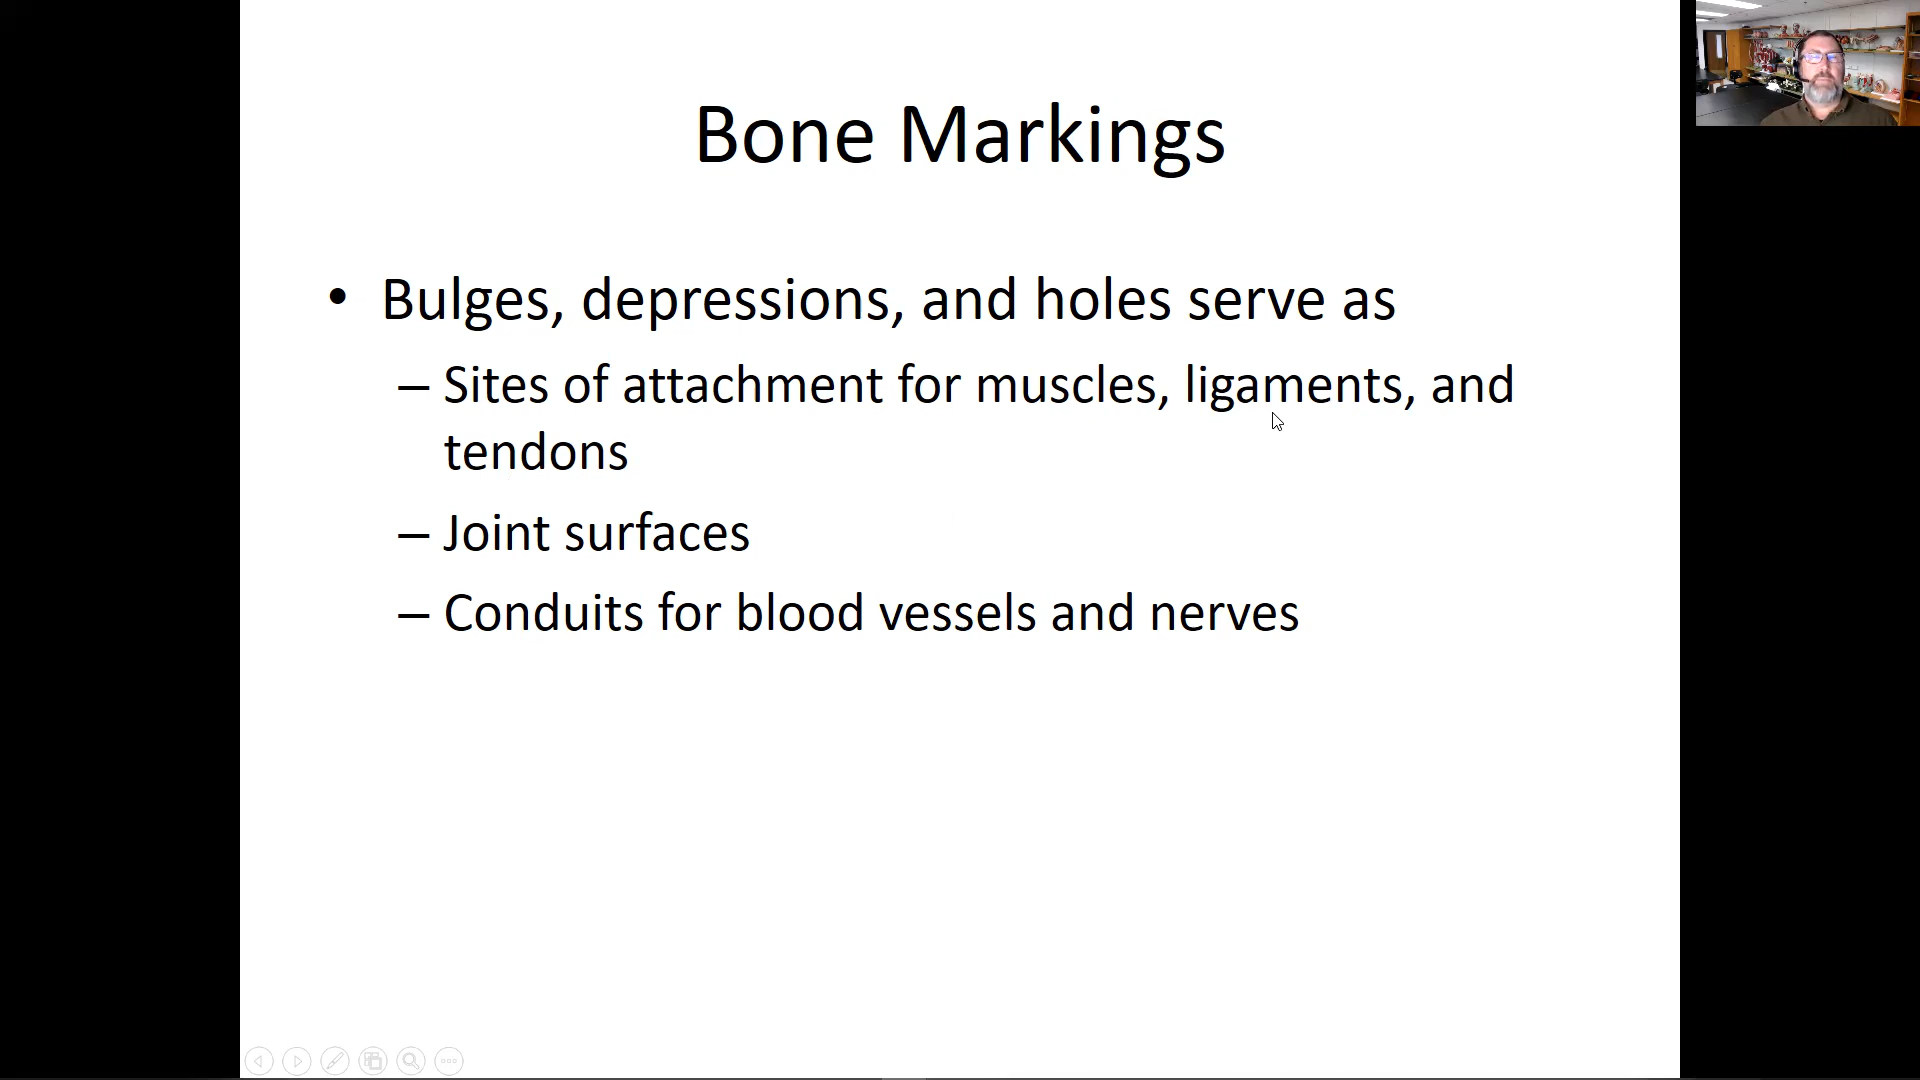 Bone Markings
• Bulges, depressions, and holes serve as
– Sites of attachment for muscles, ligaments, and
tendons
– Joint surfaces
– Conduits for blood vessels and nerves